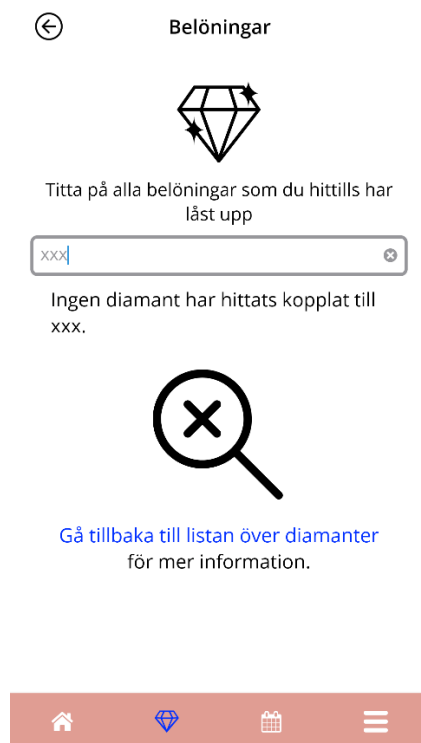 Belöningar
Titta på alla belöningar som du hittills har
låst upp
xxx
Ingen diamant har hittats kopplat till
xxx.
Gå tillbaka till listan över diamanter
för mer information.